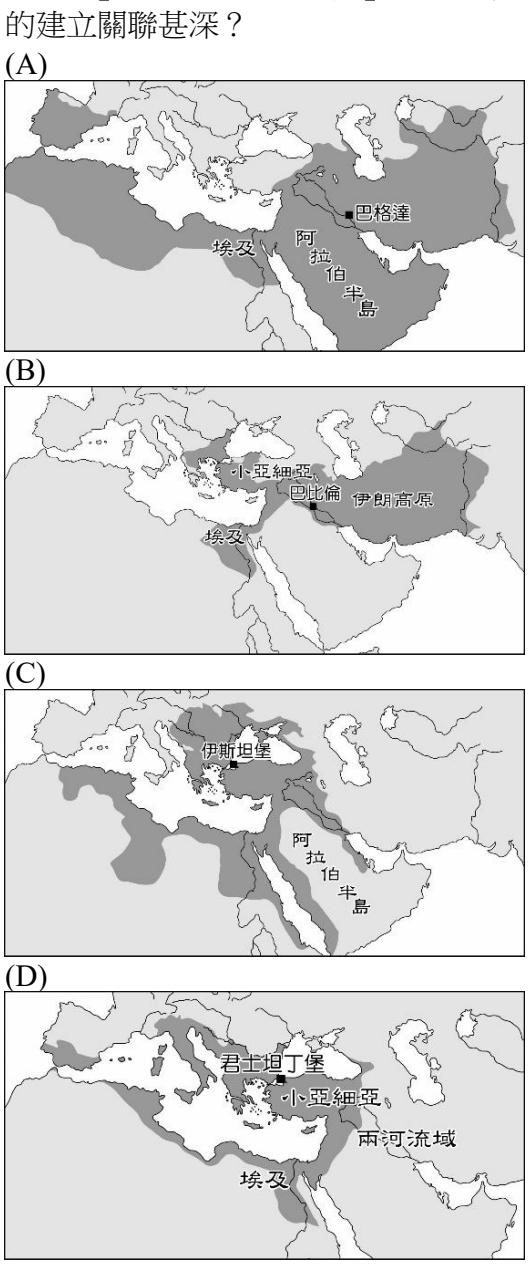 的建立關聯甚深？
(A)
巴格達
埃及
阿拉伯半島
(B)
小亞細亞
巴比倫
伊朗高原
埃及
(C)
伊斯坦堡
阿拉伯半島
(D)
君士坦丁堡
小亞細亞
兩河流域
埃及